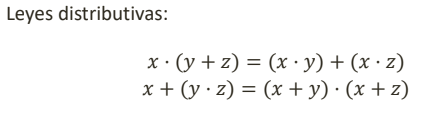 Leyes distributivas:
x · (y + z) = (x · y) + (x · z)
x + (y · z) = (x + y) · (x + z)